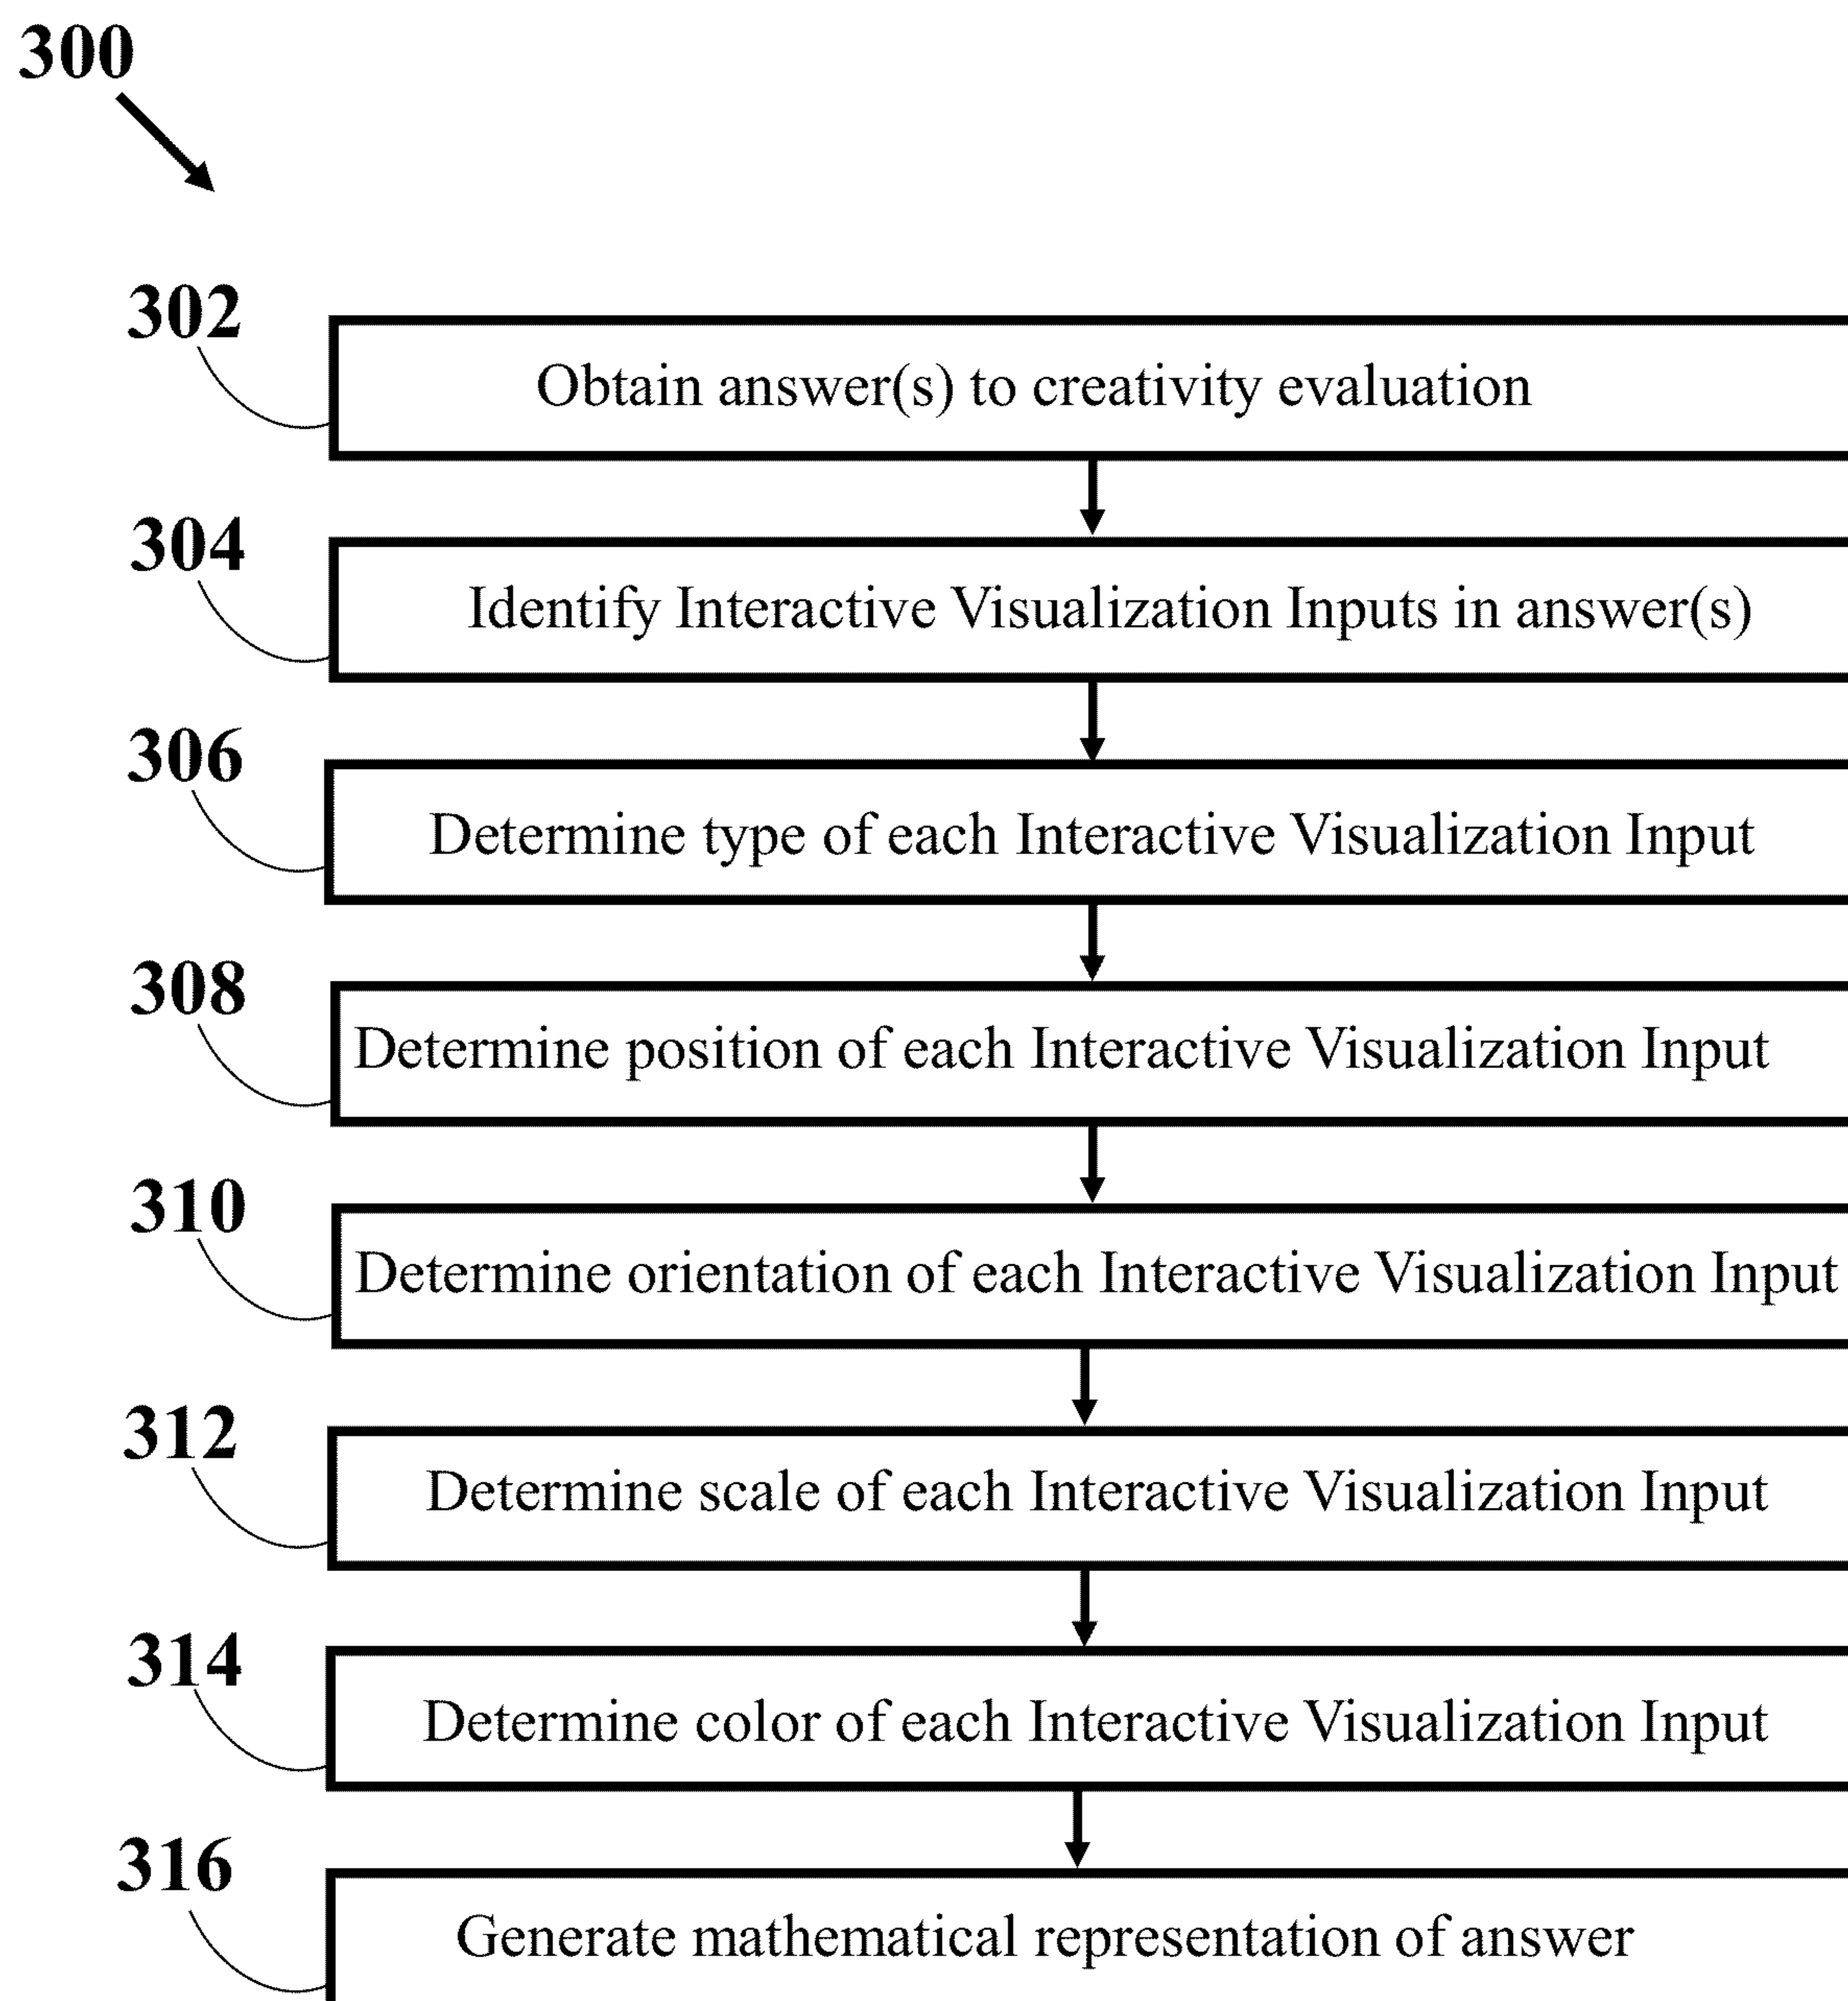 300
302
Obtain answer(s) to creativity evaluation
304
Identify Interactive Visualization Inputs in answer(s)
306
Determine type of each Interactive Visualization Input
308
Determine position of each Interactive Visualization Input
310
Determine orientation of each Interactive Visualization Input
312
Determine scale of each Interactive Visualization Input
314
Determine color of each Interactive Visualization Input
316
Generate mathematical representation of answer